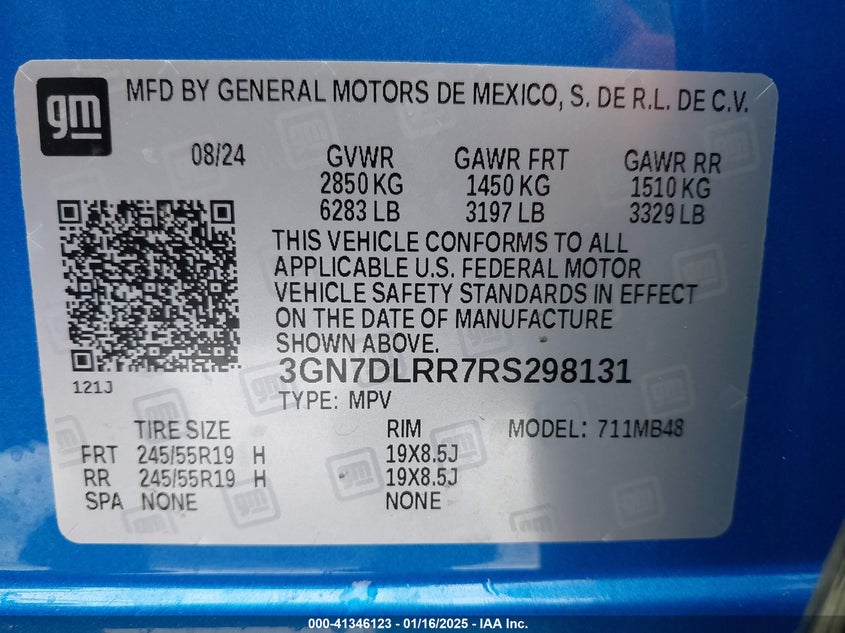 gm
MFD BY GENERAL MOTORS DE MEXICO, S. DE R.L. DE C.V.
08/24 GVWR GAWR FRT GAWR RR
2850 KG 1450 KG 1510 KG
6283 LB 3197 LB 3329 LB
THIS VEHICLE CONFORMS TO ALL
APPLICABLE U.S. FEDERAL MOTOR
VEHICLE SAFETY STANDARDS IN EFFECT
ON THE DATE OF MANUFACTURE
SHOWN ABOVE.
121J
3GN7DLRR7RS298131
TYPE: MPV
TIRE SIZE RIM MODEL: 711MB48
FRT 245/55R19 H 19X8.5J
RR 245/55R19 H 19X8.5J
SPA NONE NONE
000-41346123 - 01/16/2025 - IAA Inc.